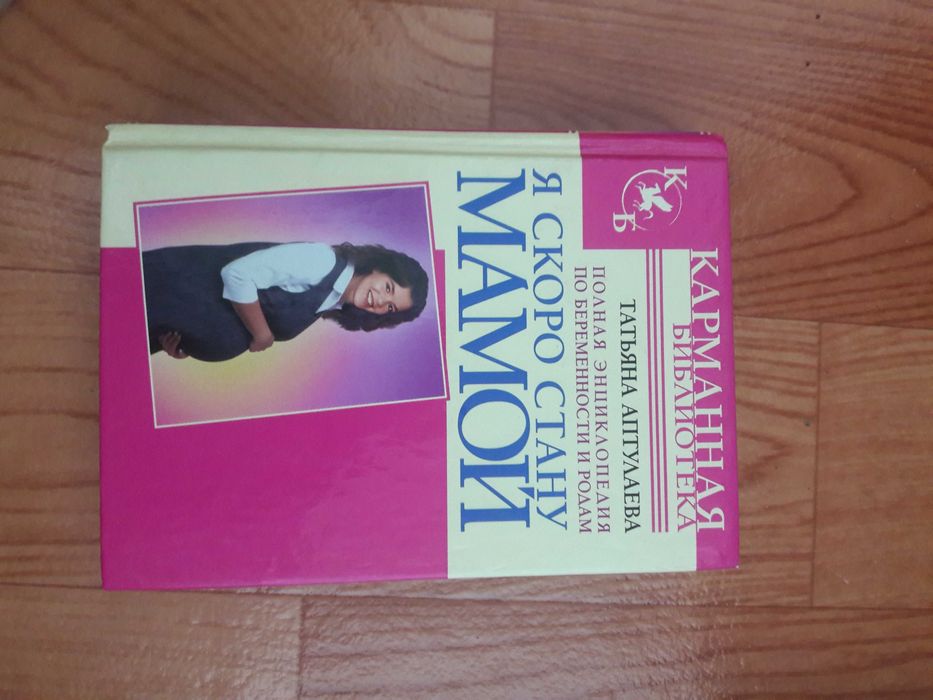 К
Б
КАРМАННАЯ
БИБЛИОТЕКА
ТАТЬЯНА АПТУЛАЕВА
ПОЛНАЯ ЭНЦИКЛОПЕДИЯ
ПО БЕРЕМЕННОСТИ И РОДАМ
Я СКОРО СТАНУ
МАМОЙ